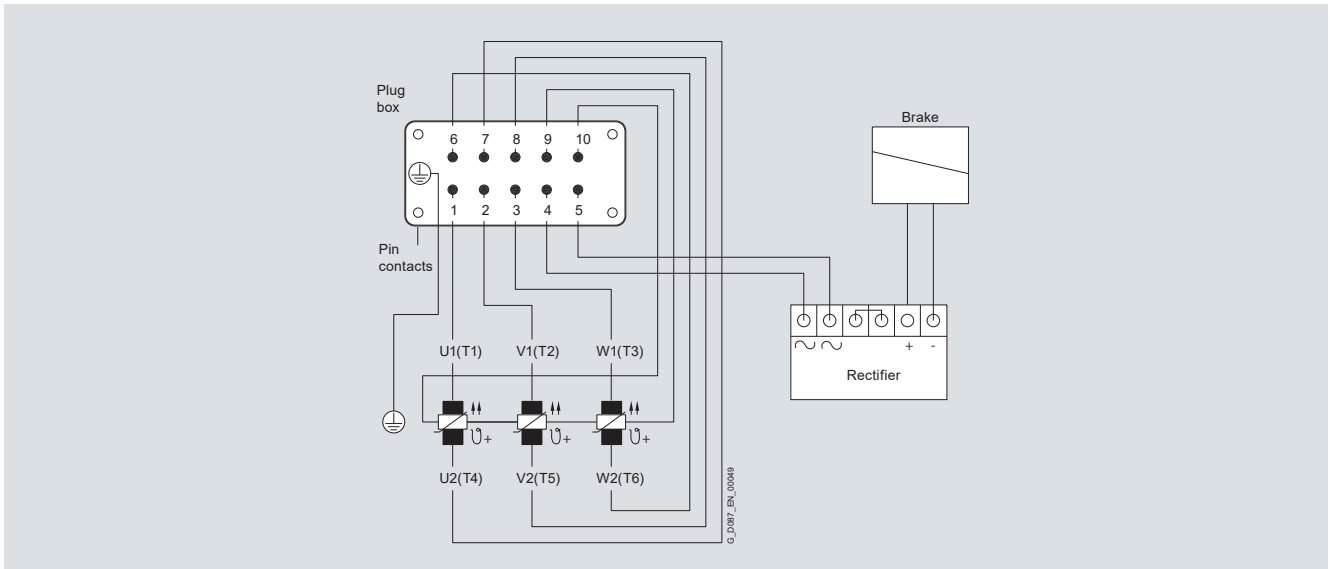 Plug
box
6 7 8 9 10
1 2 3 4 5
Pin
contacts
Brake
+ -
Rectifier
U1(T1) V1(T2) W1(T3)
+ + +
U2(T4) V2(T5) W2(T6)
G_D087_EN_00049